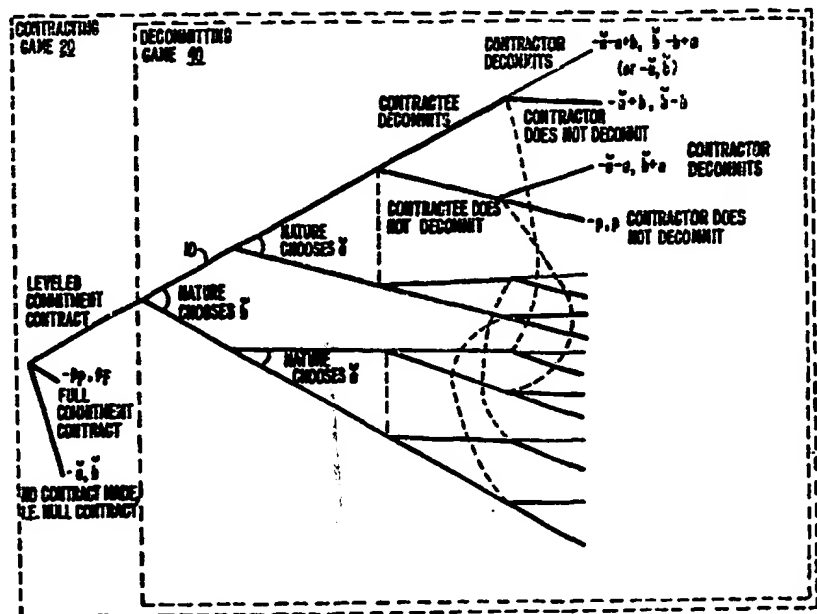 CONTRACTING
GAME 20
DECOMMITTING
GAME 40
CONTRACTOR
DECOMMITS
-ă-a+b, b̆-b+a
(or -ă, b̆)
-ă+b, b̆-b
CONTRACTOR
DOES NOT DECOMMIT
CONTRACTEE
DECOMMITS
-ă-a, b̆+a
CONTRACTOR
DECOMMITS
CONTRACTEE DOES
NOT DECOMMIT
-p, p
CONTRACTOR DOES
NOT DECOMMIT
10
NATURE
CHOOSES ă
LEVELED
COMMITMENT
CONTRACT
NATURE
CHOOSES b̆
NATURE
CHOOSES ă
FULL
COMMITMENT
CONTRACT
-ă, b̆
NO CONTRACT MADE
I.E. NULL CONTRACT